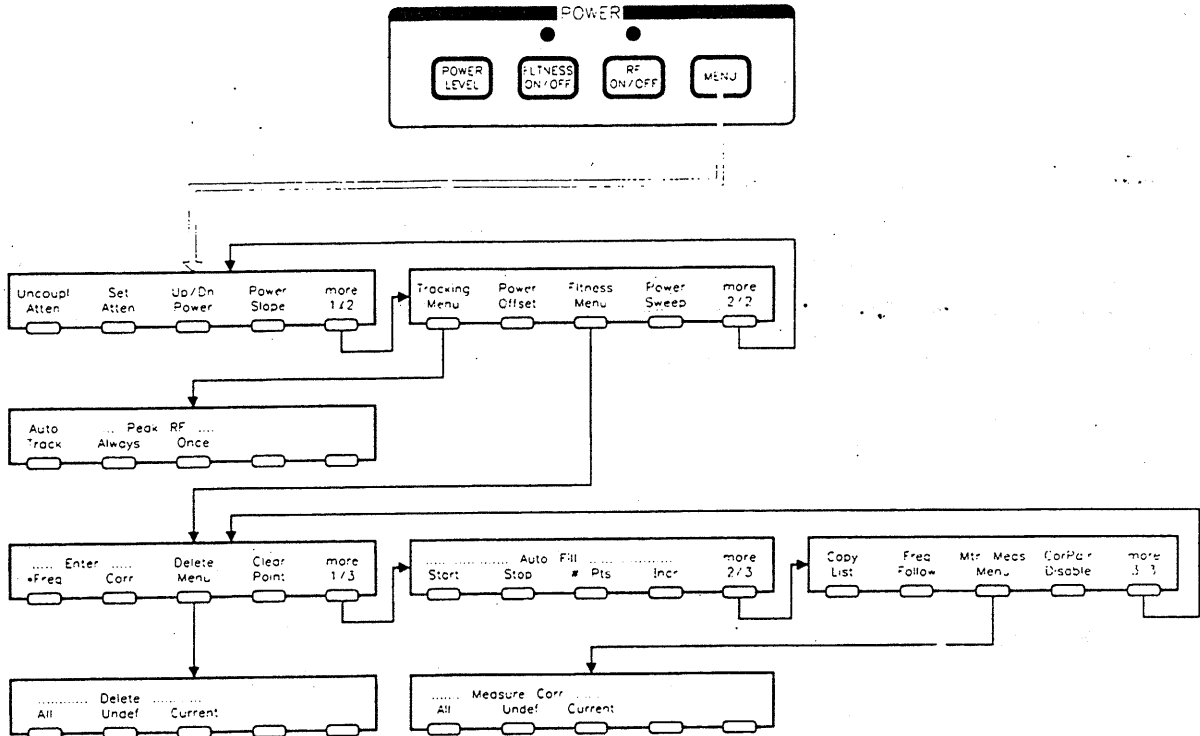 POWER
POWER
LEVEL
FLTNESS
ON/OFF
RF
ON/OFF
MENU
Uncoupl
Atten
Set
Atten
Up/Dn
Power
Power
Slope
more
1/2
Tracking
Menu
Power
Offset
Fltness
Menu
Power
Sweep
more
2/2
Auto
Track
.... Peak RF ....
Always
Once
..... Enter .....
*Freq
Corr
Delete
Menu
Clear
Point
more
1/3
.................. Auto Fill ..................
Start
Stop
# Pts
Incr
more
2/3
Copy
List
Freq
Follow
Mtr Meas
Menu
CorPair
Disable
more
3/3
........... Delete ...........
All
Undef
Current
....... Measure Corr .......
All
Undef
Current